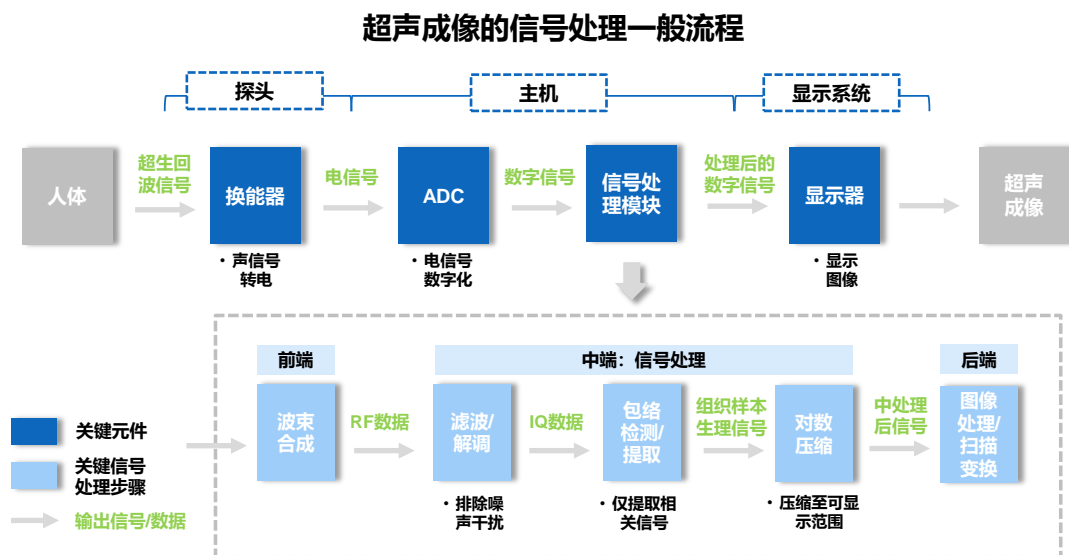 超声成像的信号处理一般流程
探头
主机
显示系统
人体
超生回
波信号
换能器
电信号
ADC
数字信号
信号处
理模块
处理后的
数字信号
显示器
超声
成像
· 声信号
转电
· 电信号
数字化
· 显示
图像
前端
中端：信号处理
后端
波束
合成
RF数据
滤波/
解调
IQ数据
包络
检测/
提取
组织样本
生理信号
对数
压缩
中处理
后信号
图像
处理/
扫描
变换
· 排除噪
声干扰
· 仅提取相
关信号
· 压缩至可显
示范围
关键元件
关键信号
处理步骤
输出信号/数据